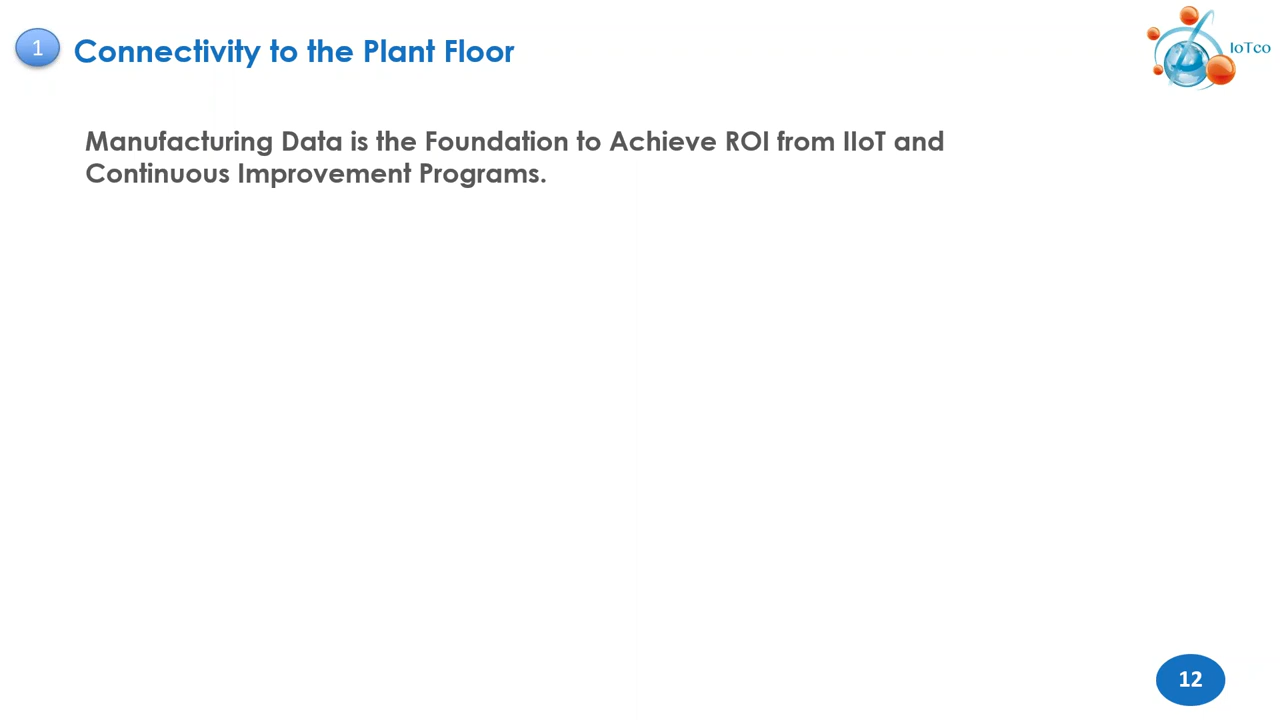 1
Connectivity to the Plant Floor
IoTco
Manufacturing Data is the Foundation to Achieve ROI from IIoT and
Continuous Improvement Programs.
12